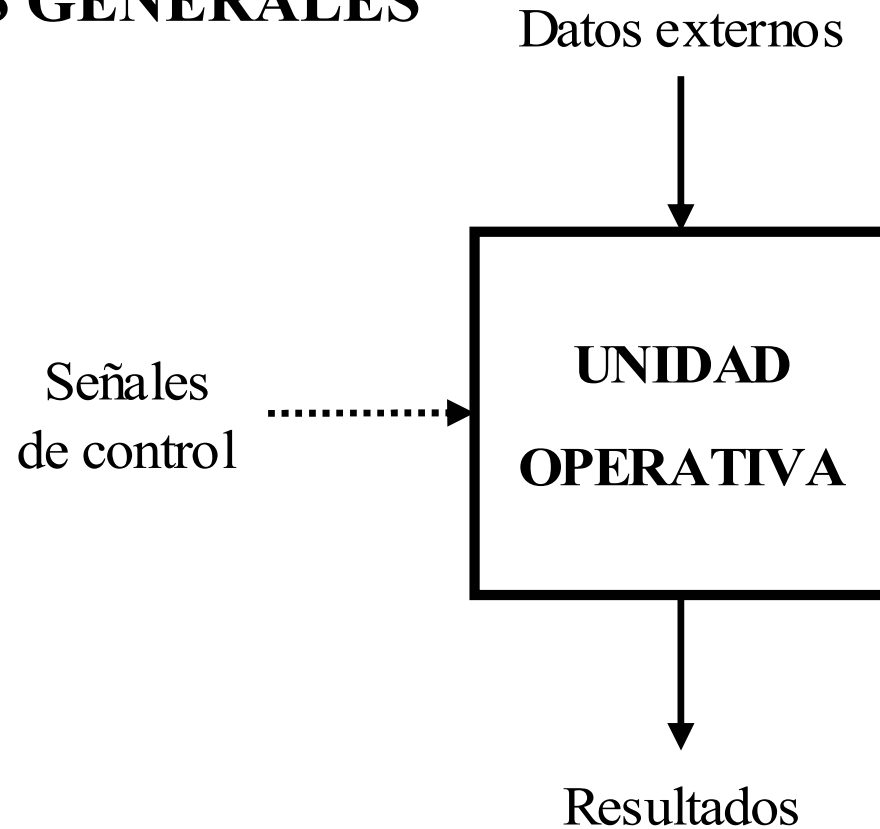 S GENERALES
Datos externos
Señales
de control
UNIDAD
OPERATIVA
Resultados